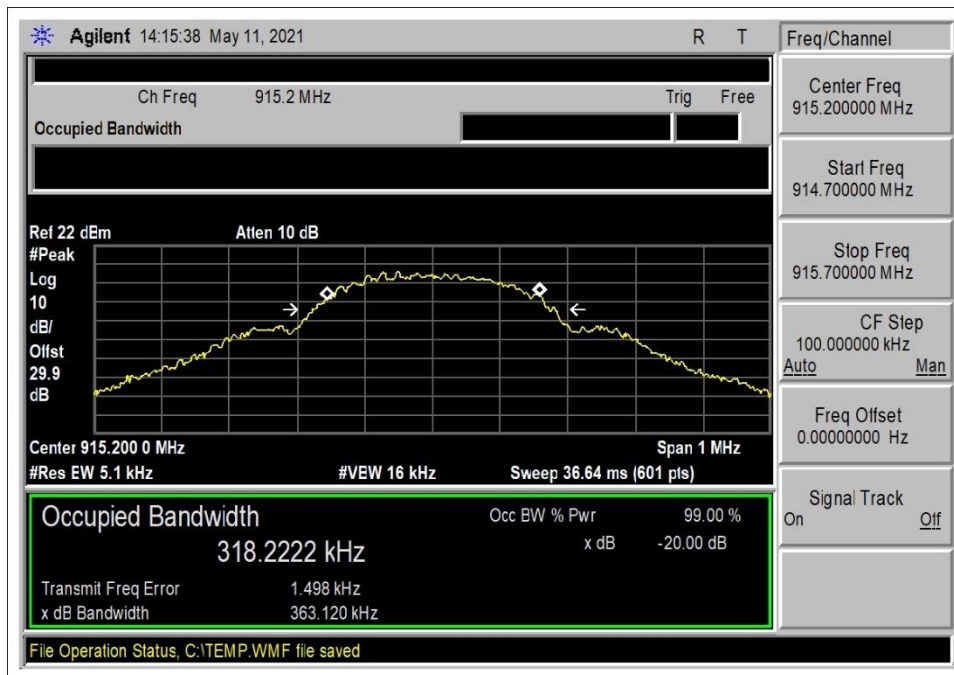 Agilent 14:15:38 May 11, 2021 R T
Ch Freq 915.2 MHz Trig Free
Occupied Bandwidth
Ref 22 dBm Atten 10 dB
#Peak
Log
10
dB/
Offst
29.9
dB
Center 915.200 0 MHz Span 1 MHz
#Res EW 5.1 kHz #VBW 16 kHz Sweep 36.64 ms (601 pts)
Occupied Bandwidth Occ BW % Pwr 99.00 %
318.2222 kHz x dB -20.00 dB
Transmit Freq Error 1.498 kHz
x dB Bandwidth 363.120 kHz
File Operation Status, C:\TEMP.WMF file saved
Freq/Channel
Center Freq
915.200000 MHz
Start Freq
914.700000 MHz
Stop Freq
915.700000 MHz
CF Step
100.000000 kHz
Auto Man
Freq Offset
0.00000000 Hz
Signal Track
On Off